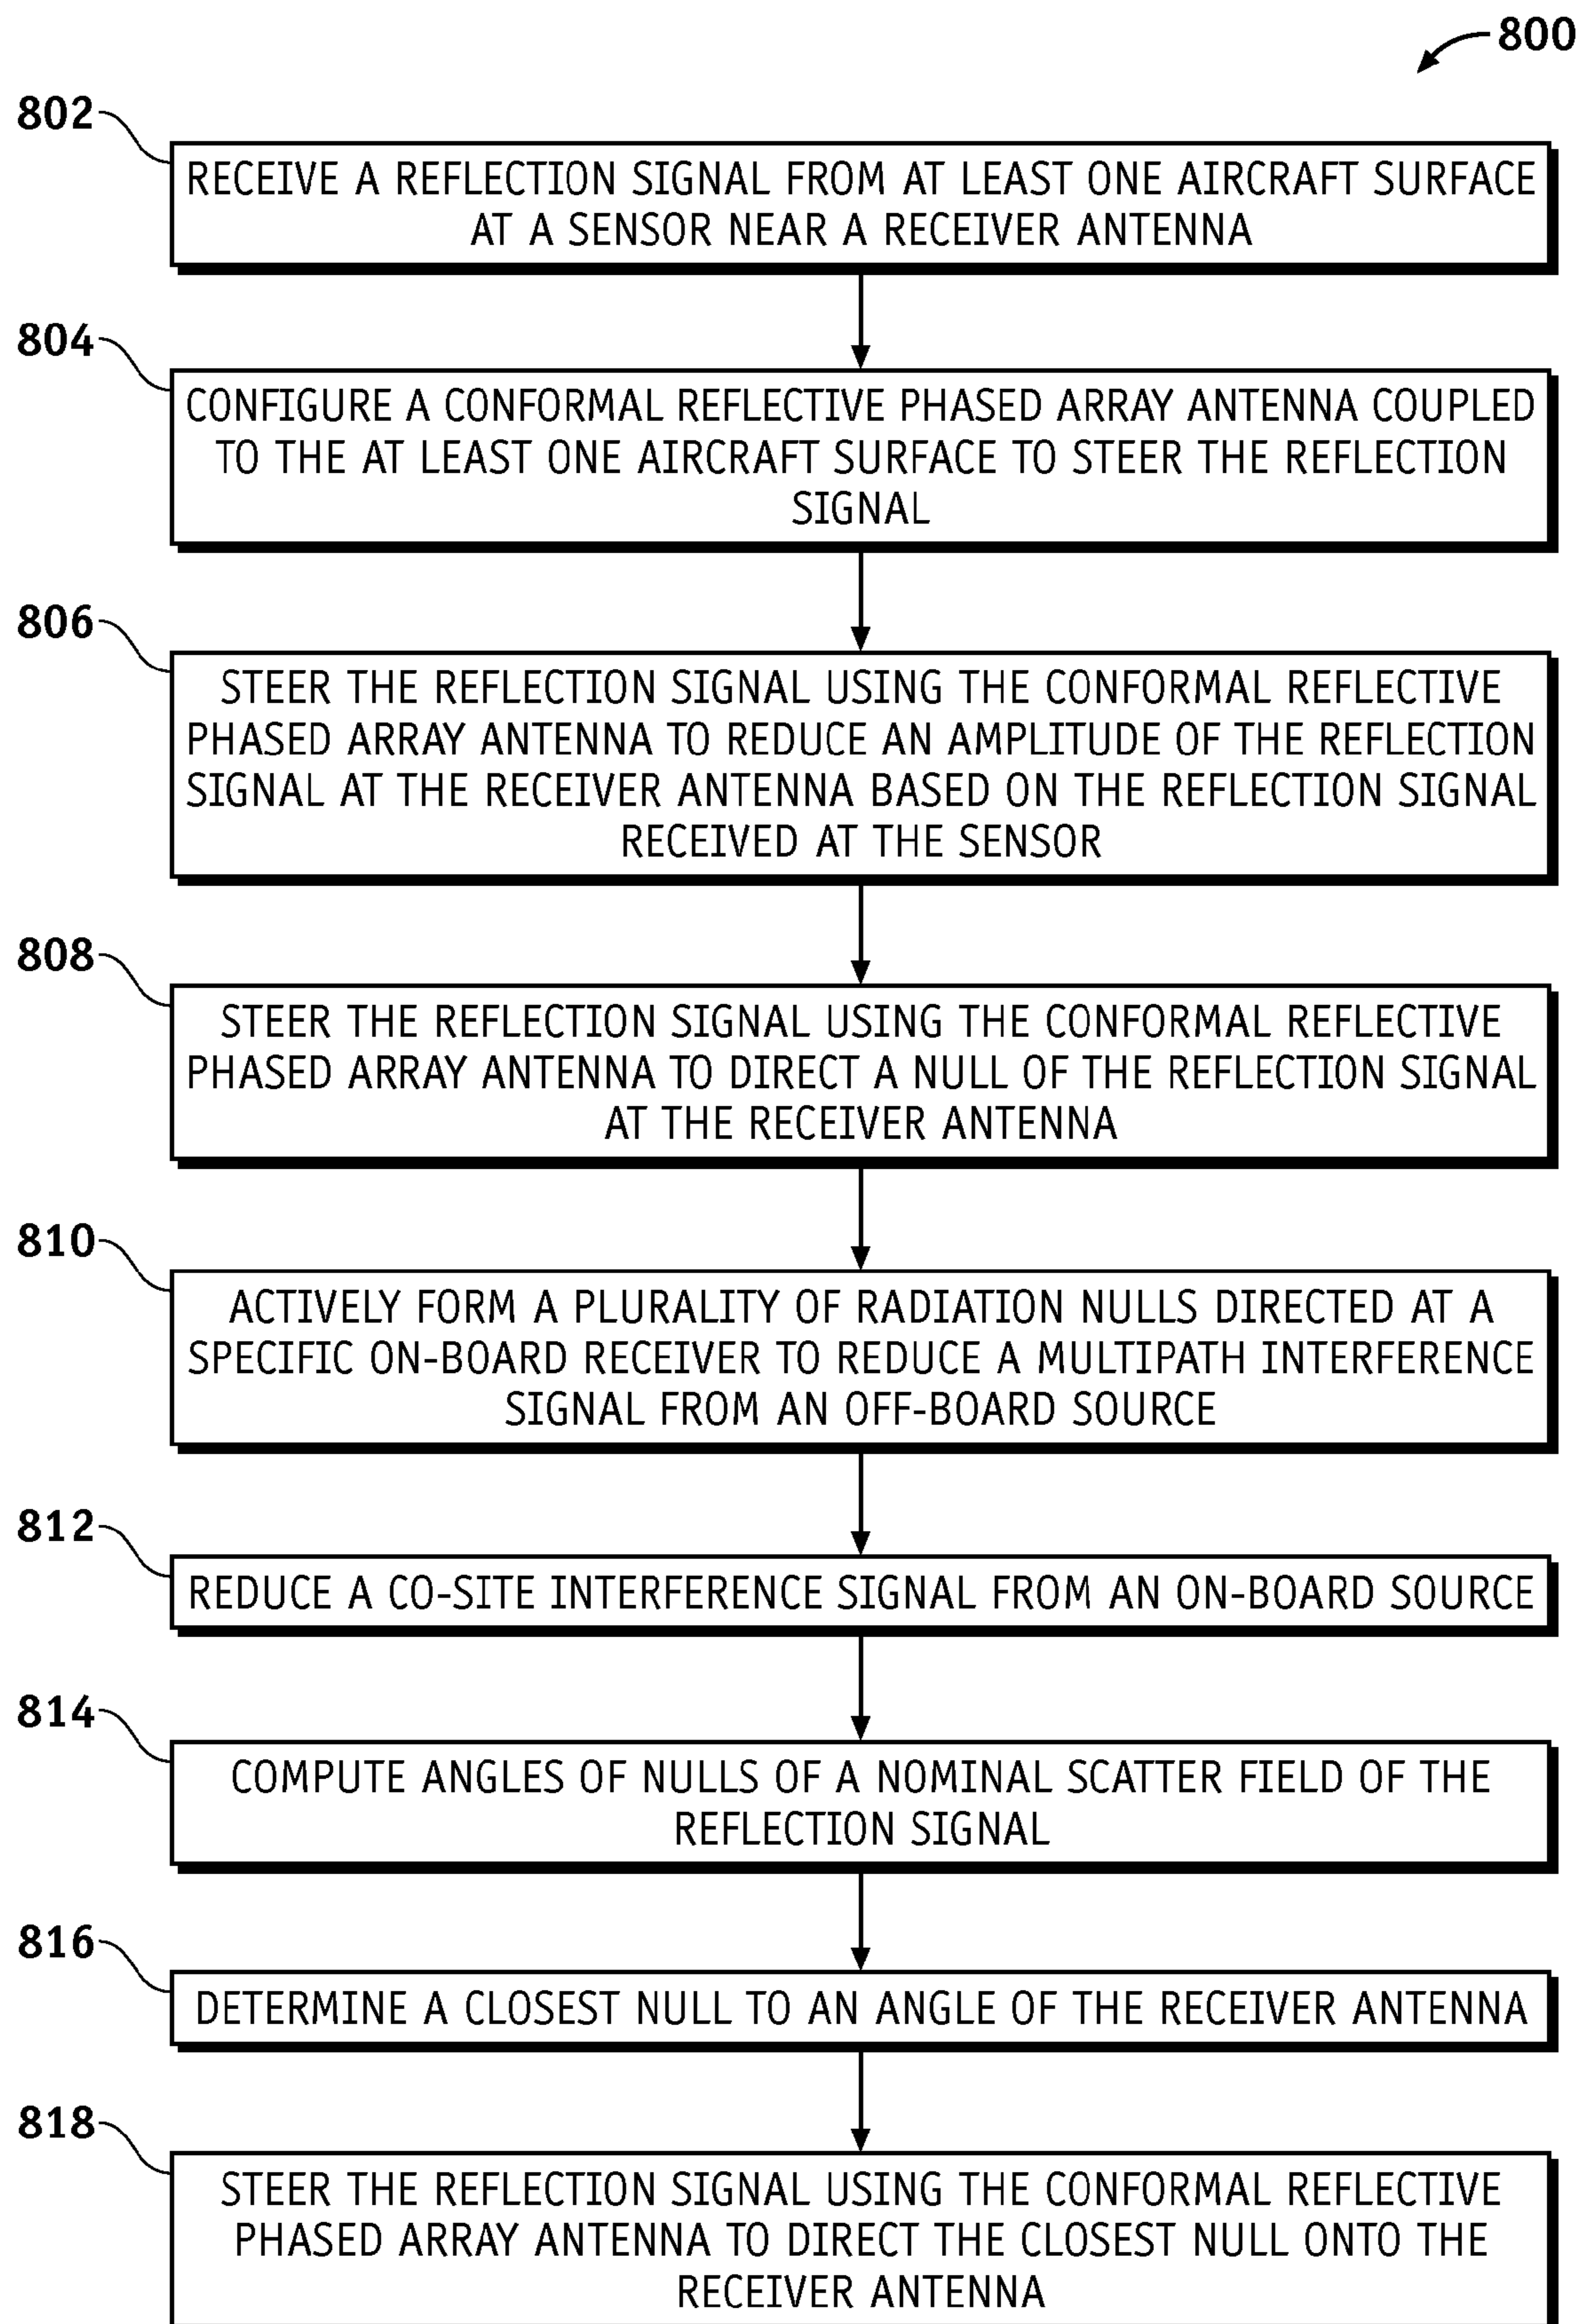 800
802
RECEIVE A REFLECTION SIGNAL FROM AT LEAST ONE AIRCRAFT SURFACE
AT A SENSOR NEAR A RECEIVER ANTENNA
804
CONFIGURE A CONFORMAL REFLECTIVE PHASED ARRAY ANTENNA COUPLED
TO THE AT LEAST ONE AIRCRAFT SURFACE TO STEER THE REFLECTION
SIGNAL
806
STEER THE REFLECTION SIGNAL USING THE CONFORMAL REFLECTIVE
PHASED ARRAY ANTENNA TO REDUCE AN AMPLITUDE OF THE REFLECTION
SIGNAL AT THE RECEIVER ANTENNA BASED ON THE REFLECTION SIGNAL
RECEIVED AT THE SENSOR
808
STEER THE REFLECTION SIGNAL USING THE CONFORMAL REFLECTIVE
PHASED ARRAY ANTENNA TO DIRECT A NULL OF THE REFLECTION SIGNAL
AT THE RECEIVER ANTENNA
810
ACTIVELY FORM A PLURALITY OF RADIATION NULLS DIRECTED AT A
SPECIFIC ON-BOARD RECEIVER TO REDUCE A MULTIPATH INTERFERENCE
SIGNAL FROM AN OFF-BOARD SOURCE
812
REDUCE A CO-SITE INTERFERENCE SIGNAL FROM AN ON-BOARD SOURCE
814
COMPUTE ANGLES OF NULLS OF A NOMINAL SCATTER FIELD OF THE
REFLECTION SIGNAL
816
DETERMINE A CLOSEST NULL TO AN ANGLE OF THE RECEIVER ANTENNA
818
STEER THE REFLECTION SIGNAL USING THE CONFORMAL REFLECTIVE
PHASED ARRAY ANTENNA TO DIRECT THE CLOSEST NULL ONTO THE
RECEIVER ANTENNA